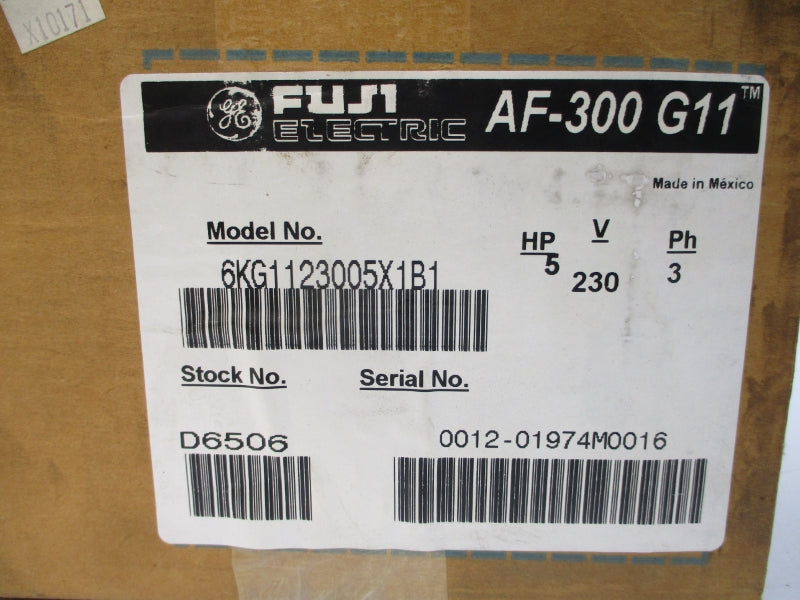 X10171
GE FUJI ELECTRIC AF-300 G11™
Made in México
Model No. HP V Ph
6KG1123005X1B1 5 230 3
Stock No. Serial No.
D6506 0012-01974M0016